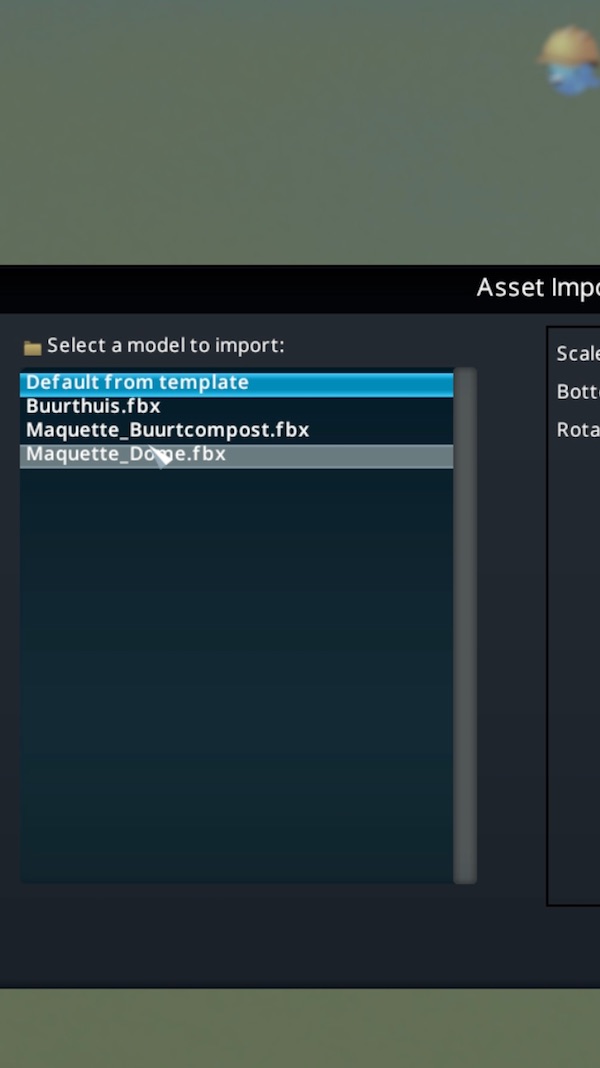 Asset Impo
Select a model to import:
Default from template
Buurthuis.fbx
Maquette_Buurtcompost.fbx
Maquette_Dome.fbx
Scale
Botto
Rota